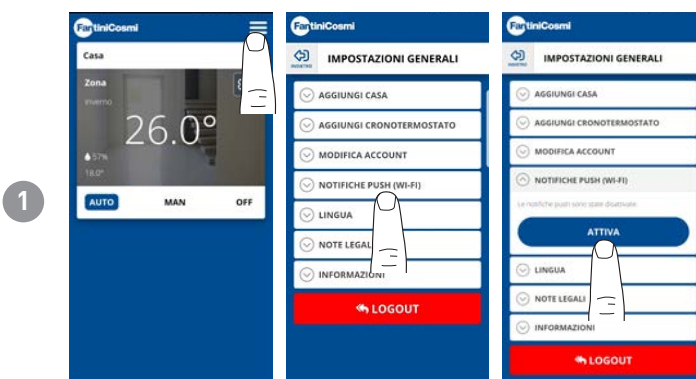 1
FantiniCosmi
Casa
Zona
inverno
26.0°
57%
18.0°
AUTO MAN OFF
FantiniCosmi
INDIETRO
IMPOSTAZIONI GENERALI
AGGIUNGI CASA
AGGIUNGI CRONOTERMOSTATO
MODIFICA ACCOUNT
NOTIFICHE PUSH (WI-FI)
LINGUA
NOTE LEGAL
INFORMAZIONI
LOGOUT
FantiniCosmi
INDIETRO
IMPOSTAZIONI GENERALI
AGGIUNGI CASA
AGGIUNGI CRONOTERMOSTATO
MODIFICA ACCOUNT
NOTIFICHE PUSH (WI-FI)
Le notifiche push sono state disattivate.
ATTIVA
LINGUA
NOTE LEGALI
INFORMAZIONI
LOGOUT